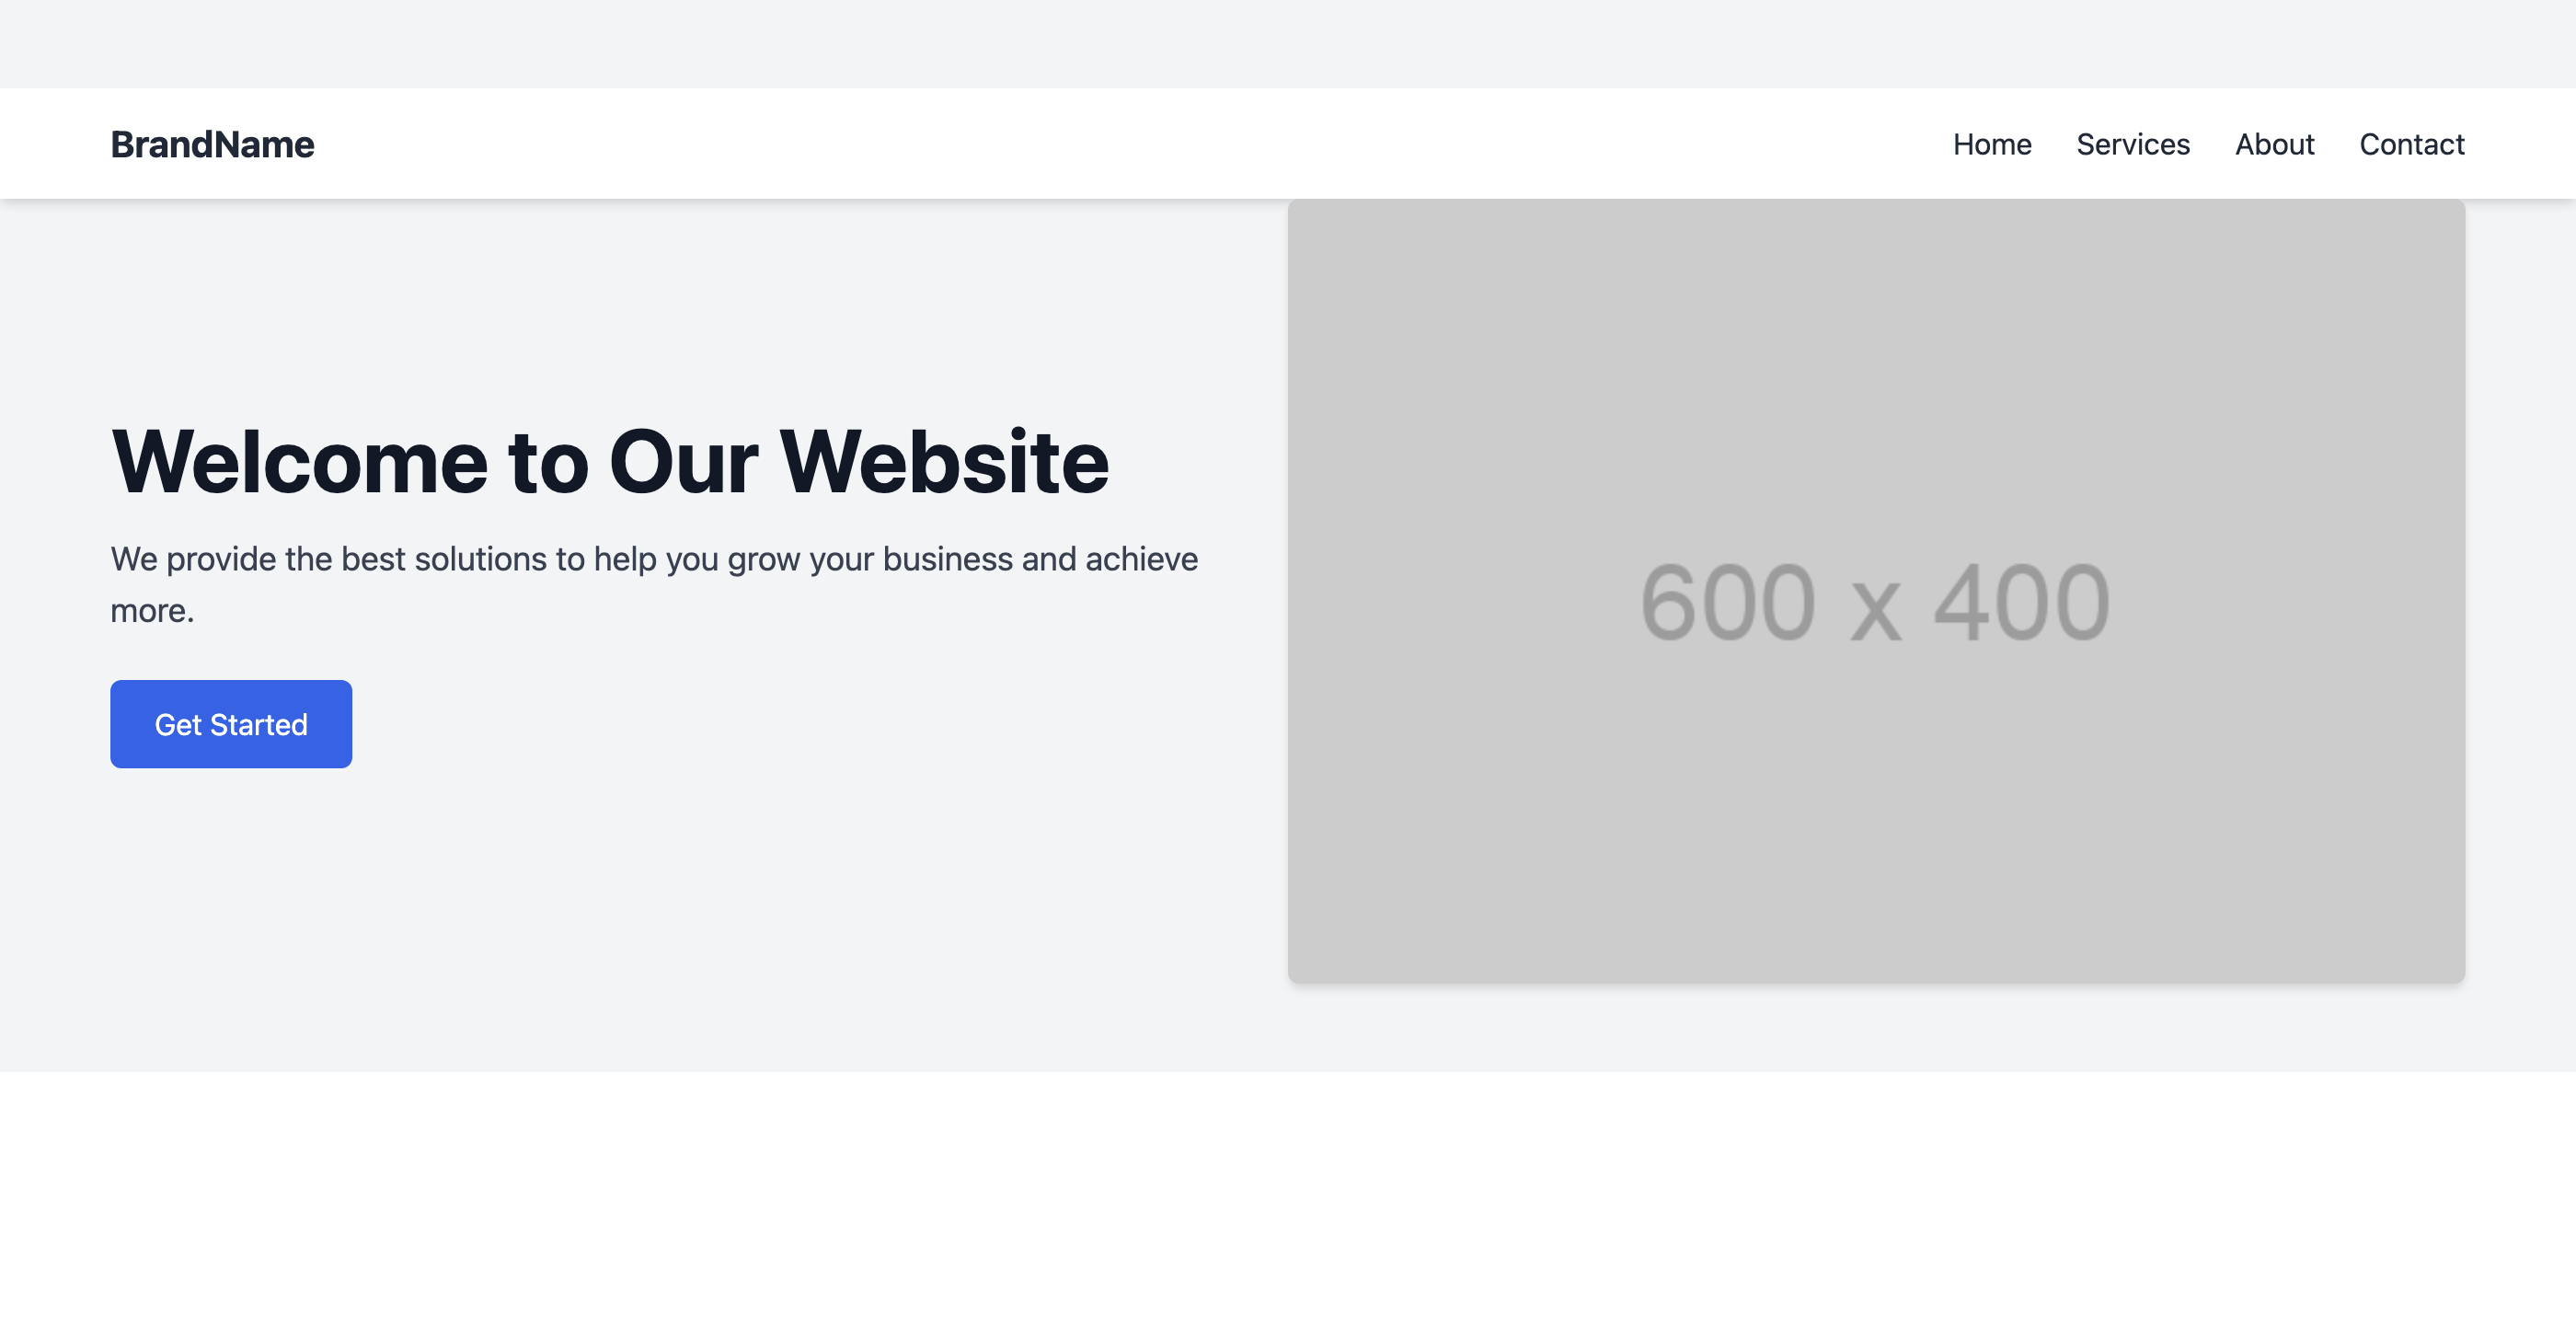 BrandName
Home Services About Contact
Welcome to Our Website
We provide the best solutions to help you grow your business and achieve
more.
Get Started
600 x 400